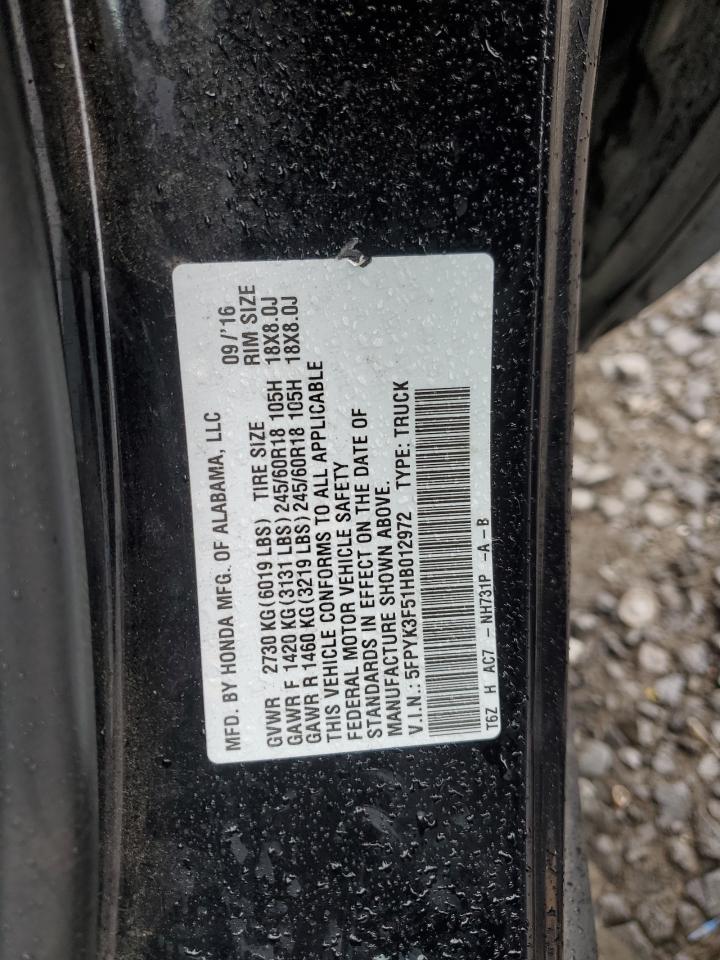 MFD. BY HONDA MFG. OF ALABAMA, LLC 09/'16
GVWR 2730 KG(6019 LBS) TIRE SIZE RIM SIZE
GAWR F 1420 KG(3131 LBS)245/60R18 105H 18X8.0J
GAWR R 1460 KG(3219 LBS)245/60R18 105H 18X8.0J
THIS VEHICLE CONFORMS TO ALL APPLICABLE
FEDERAL MOTOR VEHICLE SAFETY
STANDARDS IN EFFECT ON THE DATE OF
MANUFACTURE SHOWN ABOVE.
V.I.N.: 5FPYK3F51HB012972 TYPE: TRUCK
T6Z H AC7 - NH731P -A-B